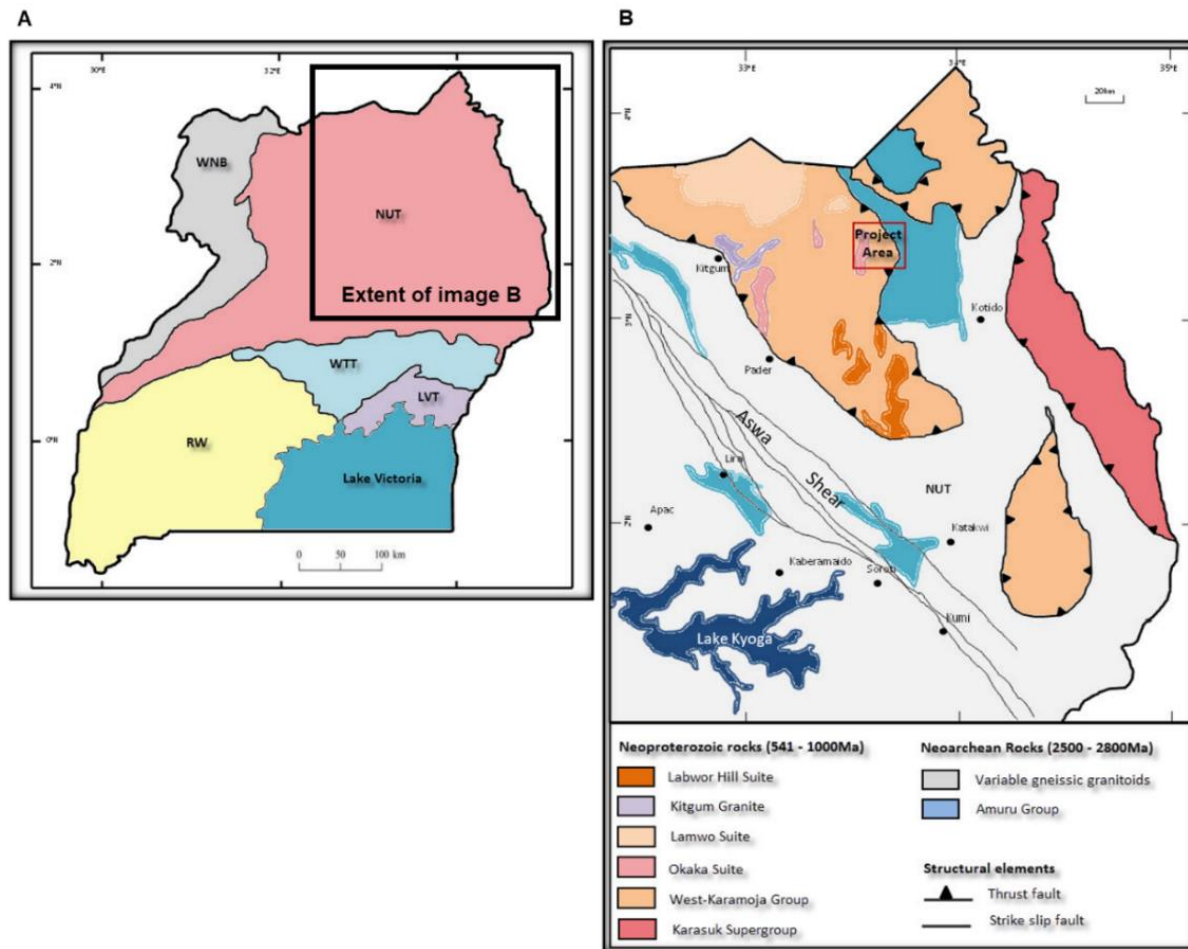 A
30°E
32°E
4°N
2°N
0°N
WNB
NUT
Extent of image B
WTT
LVT
RW
Lake Victoria
0 50 100 km
B
33°E
35°E
20km
Project
Area
Kitgum
Kotido
Pader
Aswa
Shear
NUT
2°N
Apac
Katakwi
Kaberamaido
Soroti
Kumi
Lake Kyoga
Neoproterozoic rocks (541 - 1000Ma)
Labwor Hill Suite
Kitgum Granite
Lamwo Suite
Okaka Suite
West-Karamoja Group
Karasuk Supergroup
Neoarchean Rocks (2500 - 2800Ma)
Variable gneissic granitoids
Amuru Group
Structural elements
Thrust fault
Strike slip fault